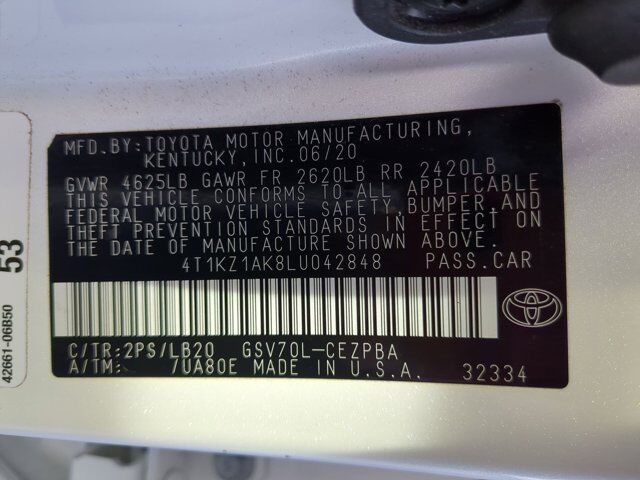 MFD.BY:TOYOTA MOTOR MANUFACTURING,
KENTUCKY, INC. 06/20
GVWR 4625LB GAWR FR 2620LB RR 2420LB
THIS VEHICLE CONFORMS TO ALL APPLICABLE
FEDERAL MOTOR VEHICLE SAFETY, BUMPER, AND
THEFT PREVENTION STANDARDS IN EFFECT ON
THE DATE OF MANUFACTURE SHOWN ABOVE.
4T1KZ1AK8LU042848 PASS.CAR
C/TR:2PS/LB20 GSV70L-CEZPBA
A/TM: 7UA80E MADE IN U.S.A. 32334
53
42661-06B50